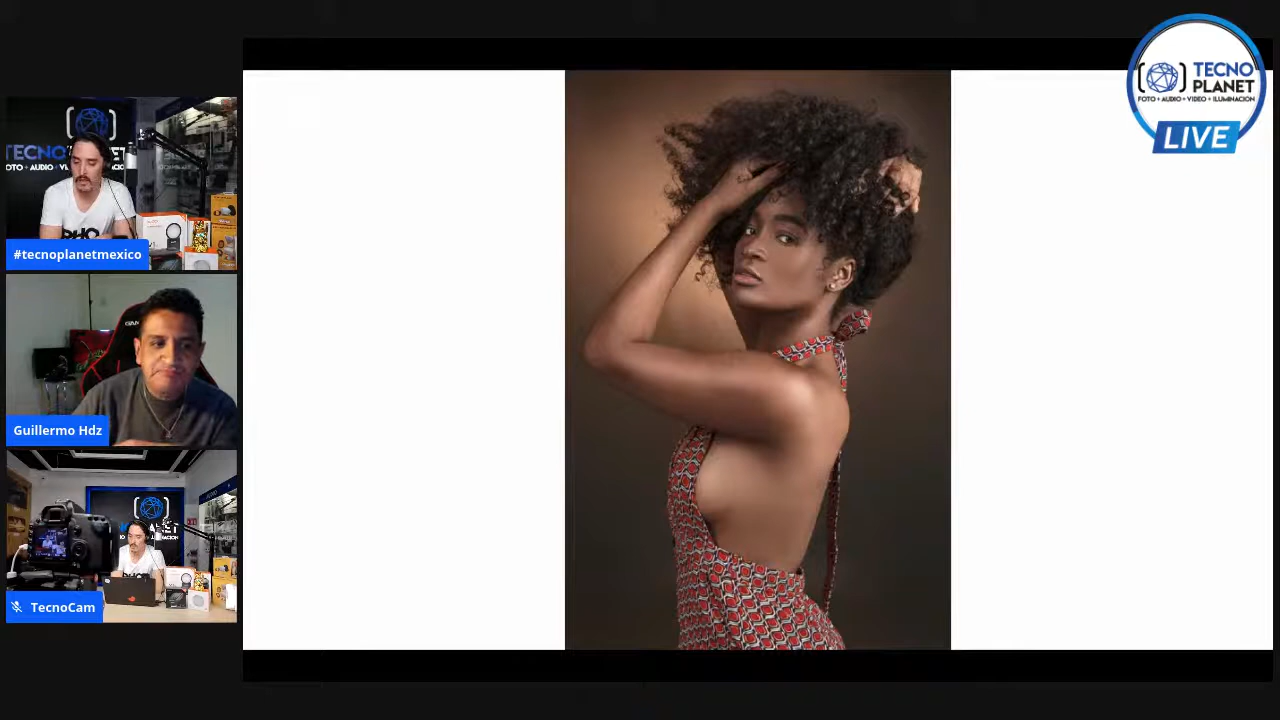 TECNO
PLANET
FOTO + AUDIO + VIDEO + ILUMINACION
LIVE
#tecnoplanetmexico
Guillermo Hdz
TecnoCam